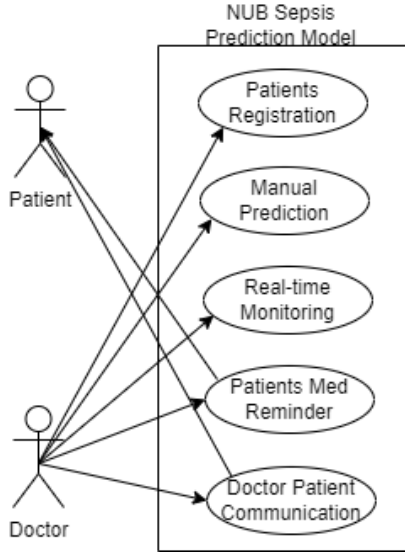 NUB Sepsis
Prediction Model
Patients
Registration
Patient
Manual
Prediction
Real-time
Monitoring
Patients Med
Reminder
Doctor Patient
Communication
Doctor